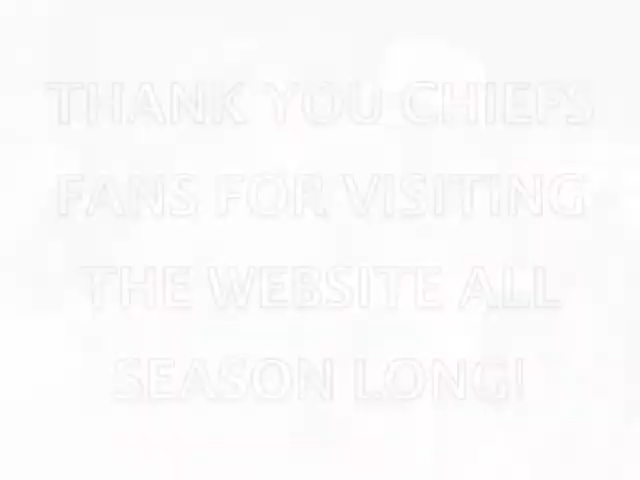 THANK YOU CHIEFS
FANS FOR VISITING
THE WEBSITE ALL
SEASON LONG!